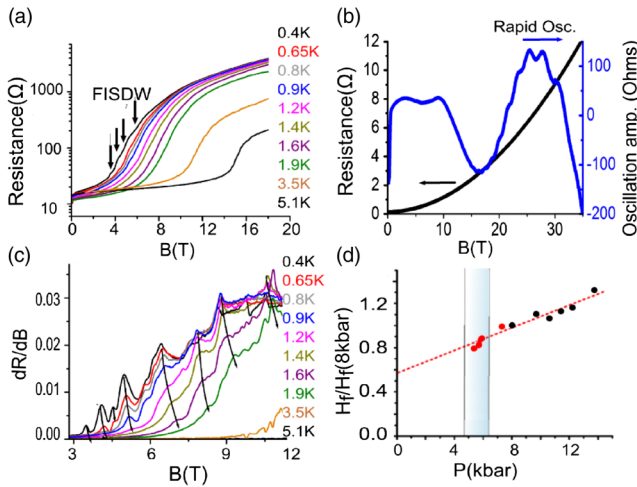 (a)
Resistance(Ω)
1000
100
10
FISDW
0 4 8 12 16 20
B(T)
0.4K
0.65K
0.8K
0.9K
1.2K
1.4K
1.6K
1.9K
3.5K
5.1K
(b)
Rapid Osc.
Resistance(Ω)
12
10
8
6
4
2
0
0 10 20 30
B(T)
100
0
-100
-200
Oscillation amp. (Ohms)
(c)
dR/dB
0.03
0.02
0.01
0.00
3 6 9 12
B(T)
0.4K
0.65K
0.8K
0.9K
1.2K
1.4K
1.6K
1.9K
3.5K
5.1K
(d)
Hf/Hf(8kbar)
1.2
0.8
0.4
0.0
0 4 8 12
P(kbar)